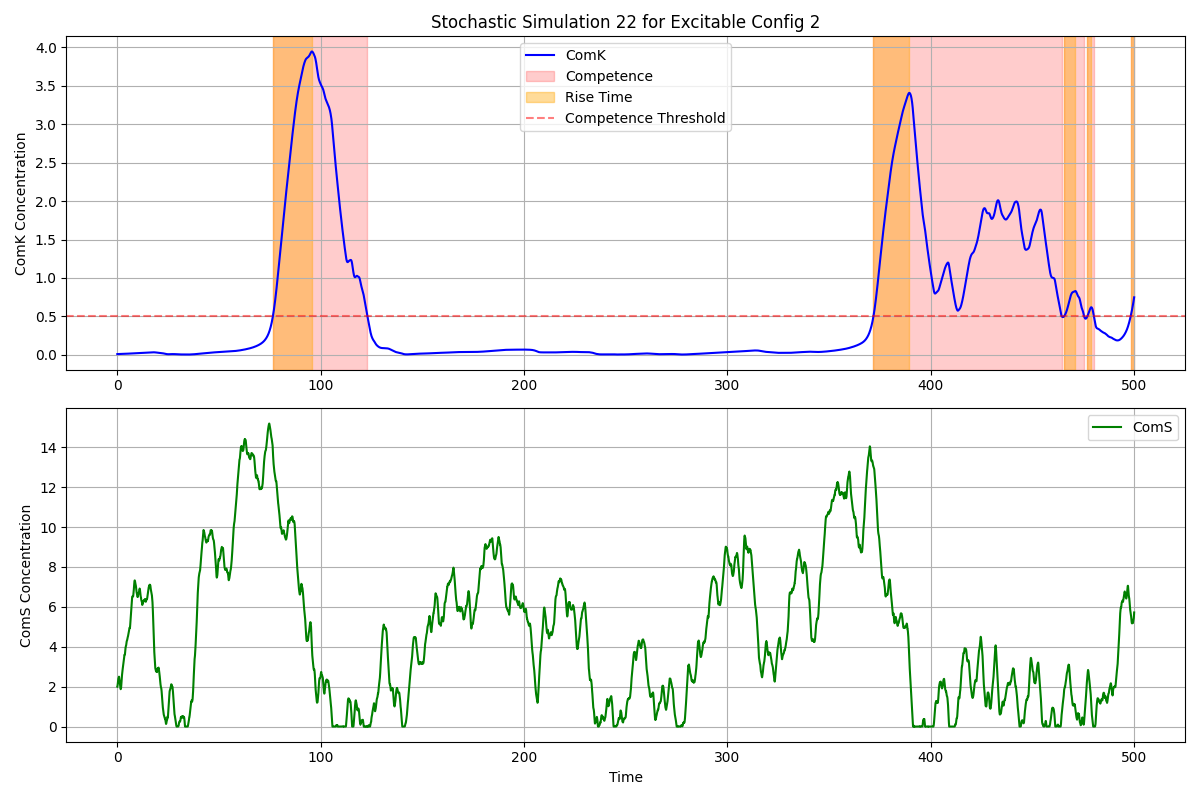 Stochastic Simulation 22 for Excitable Config 2
ComK Concentration
4.0
3.5
3.0
2.5
2.0
1.5
1.0
0.5
0.0
ComK
Competence
Rise Time
Competence Threshold
0 100 200 300 400 500
ComS Concentration
14
12
10
8
6
4
2
0
ComS
0 100 200 300 400 500
Time